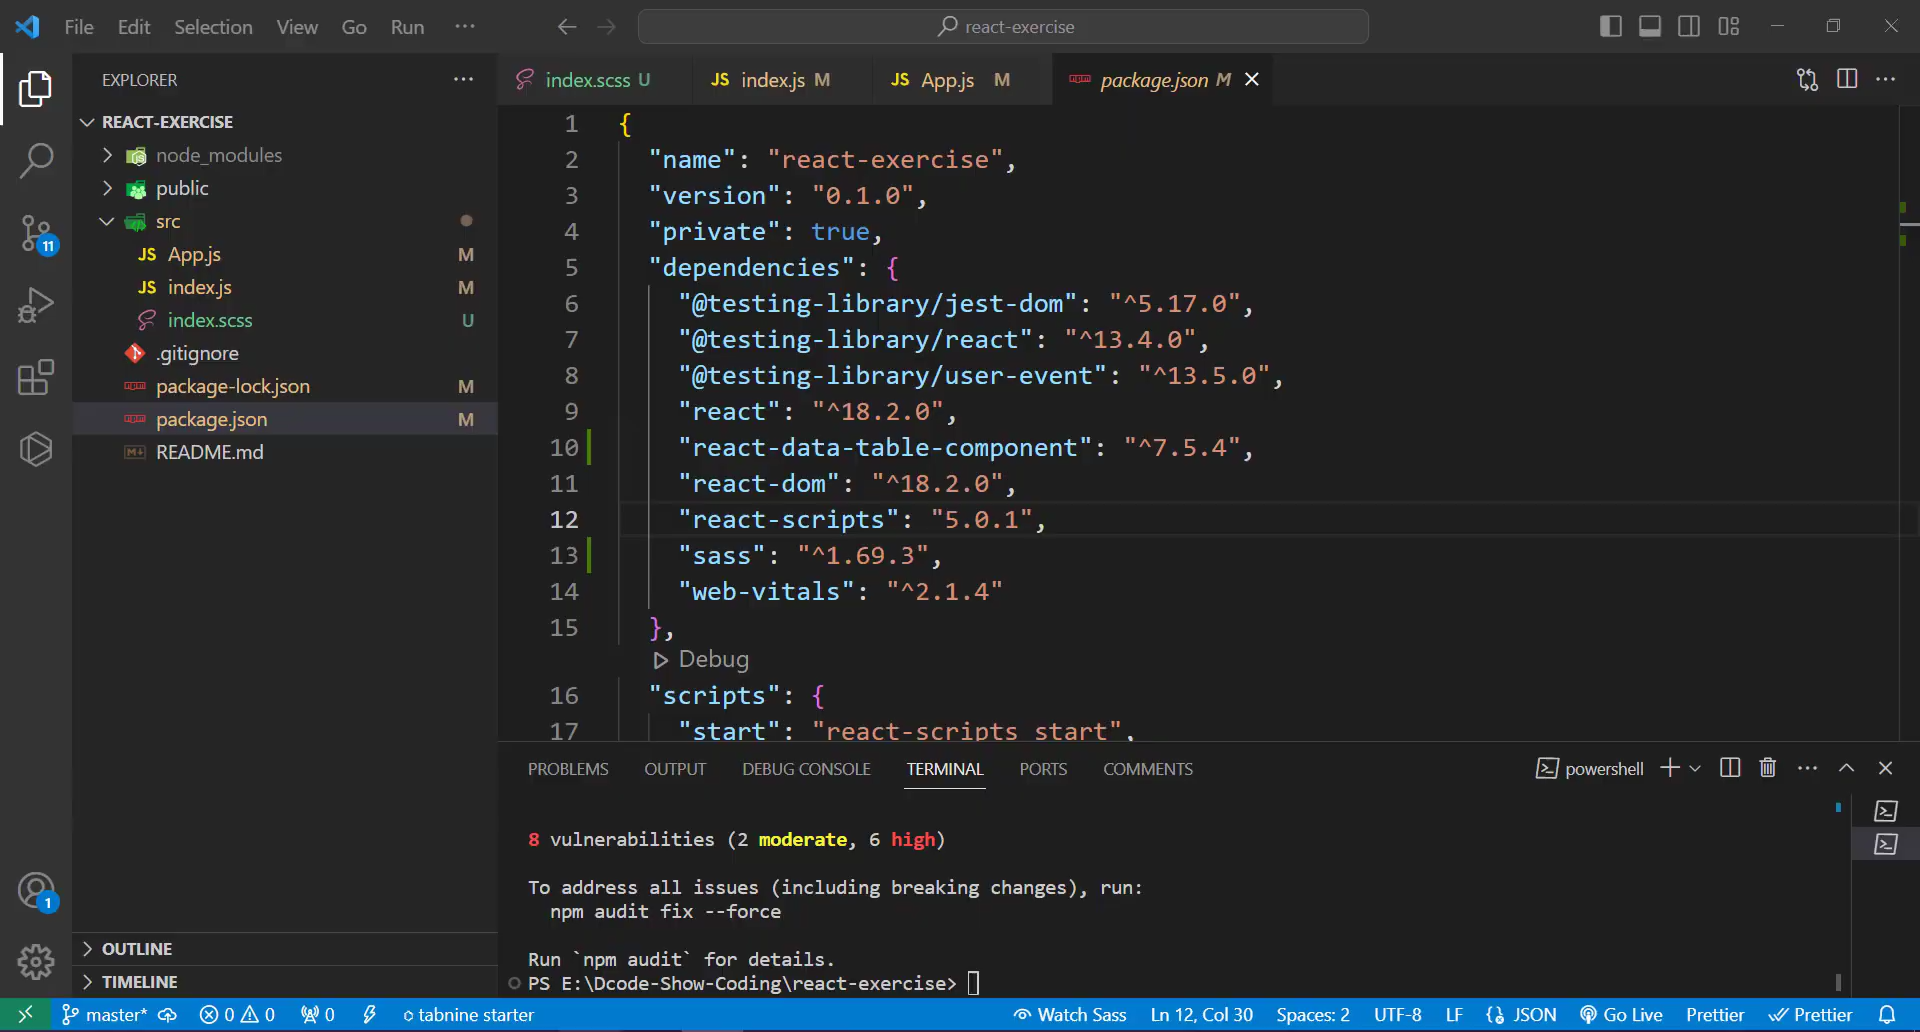 File Edit Selection View Go Run ···
react-exercise
EXPLORER ···
REACT-EXERCISE
node_modules
public
src
JS App.js M
JS index.js M
index.scss U
.gitignore
package-lock.json M
package.json M
README.md
OUTLINE
TIMELINE
11
1
index.scss U
JS index.js M
JS App.js M
package.json M
1 {
2 "name": "react-exercise",
3 "version": "0.1.0",
4 "private": true,
5 "dependencies": {
6 "@testing-library/jest-dom": "^5.17.0",
7 "@testing-library/react": "^13.4.0",
8 "@testing-library/user-event": "^13.5.0",
9 "react": "^18.2.0",
10 "react-data-table-component": "^7.5.4",
11 "react-dom": "^18.2.0",
12 "react-scripts": "5.0.1",
13 "sass": "^1.69.3",
14 "web-vitals": "^2.1.4"
15 },
Debug
16 "scripts": {
17 "start": "react-scripts start",
PROBLEMS OUTPUT DEBUG CONSOLE TERMINAL PORTS COMMENTS
powershell
8 vulnerabilities (2 moderate, 6 high)
To address all issues (including breaking changes), run:
npm audit fix --force
Run `npm audit` for details.
PS E:\Dcode-Show-Coding\react-exercise>
master* 0 0 0 tabnine starter
Watch Sass Ln 12, Col 30 Spaces: 2 UTF-8 LF JSON Go Live Prettier Prettier